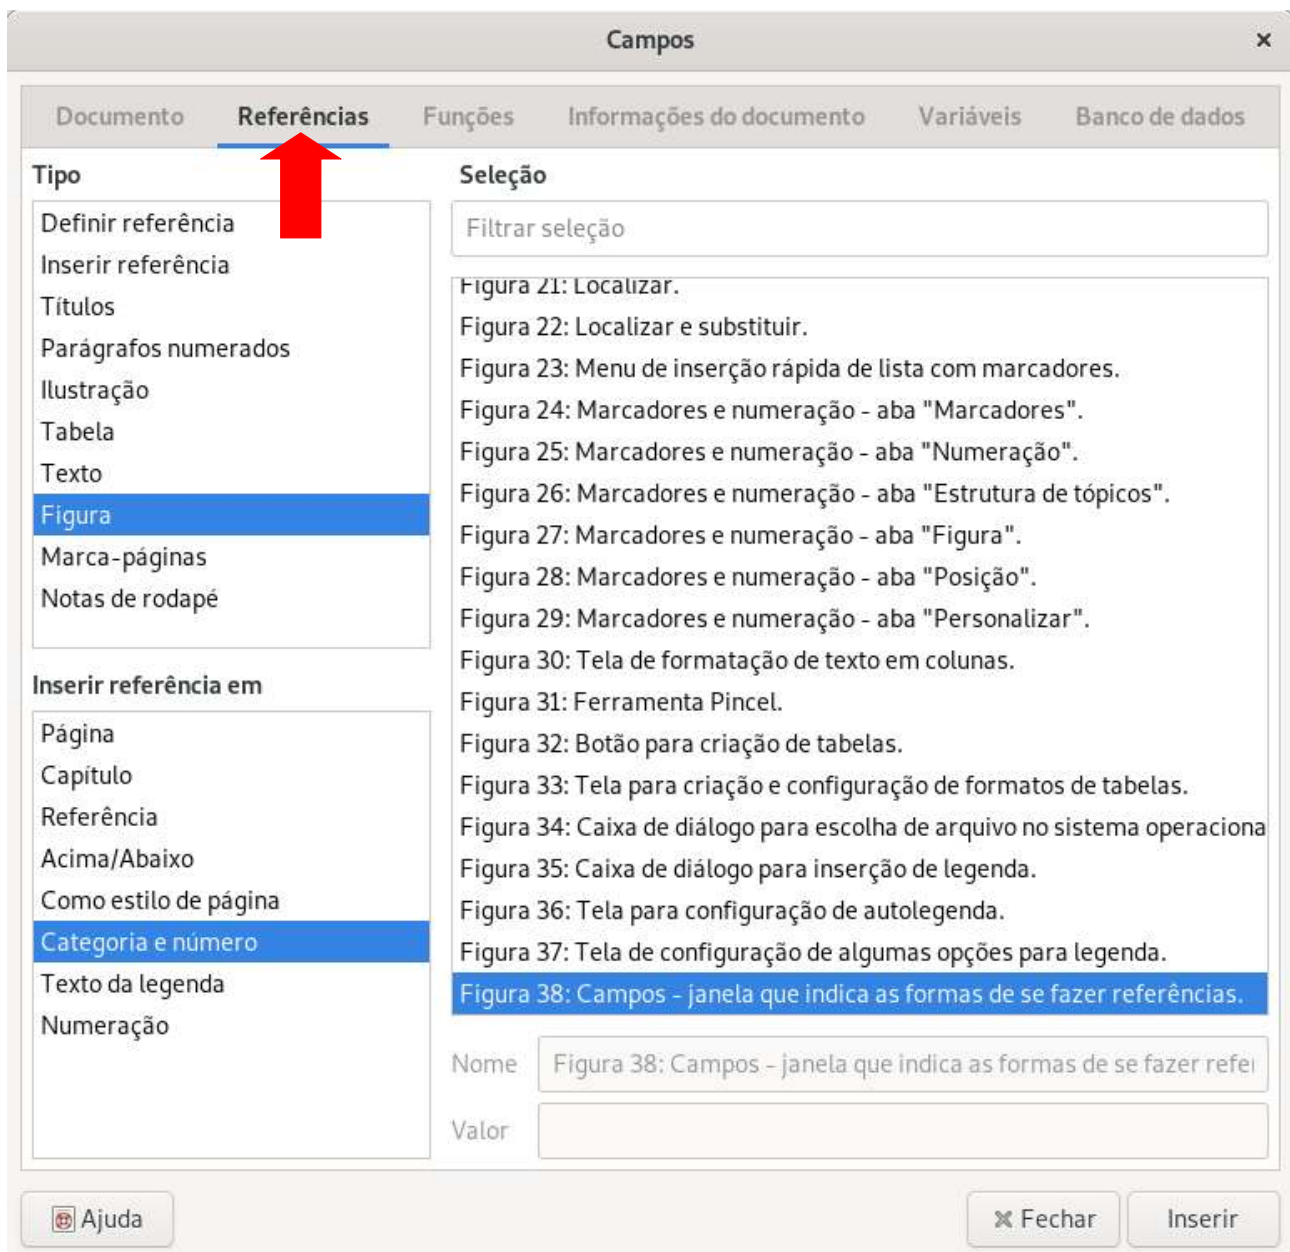 Campos
Documento Referências Funções Informações do documento Variáveis Banco de dados
Tipo
Definir referência
Inserir referência
Títulos
Parágrafos numerados
Ilustração
Tabela
Texto
Figura
Marca-páginas
Notas de rodapé
Inserir referência em
Página
Capítulo
Referência
Acima/Abaixo
Como estilo de página
Categoria e número
Texto da legenda
Numeração
Seleção
Filtrar seleção
Figura 21: Localizar.
Figura 22: Localizar e substituir.
Figura 23: Menu de inserção rápida de lista com marcadores.
Figura 24: Marcadores e numeração - aba "Marcadores".
Figura 25: Marcadores e numeração - aba "Numeração".
Figura 26: Marcadores e numeração - aba "Estrutura de tópicos".
Figura 27: Marcadores e numeração - aba "Figura".
Figura 28: Marcadores e numeração - aba "Posição".
Figura 29: Marcadores e numeração - aba "Personalizar".
Figura 30: Tela de formatação de texto em colunas.
Figura 31: Ferramenta Pincel.
Figura 32: Botão para criação de tabelas.
Figura 33: Tela para criação e configuração de formatos de tabelas.
Figura 34: Caixa de diálogo para escolha de arquivo no sistema operaciona
Figura 35: Caixa de diálogo para inserção de legenda.
Figura 36: Tela para configuração de autolegenda.
Figura 37: Tela de configuração de algumas opções para legenda.
Figura 38: Campos - janela que indica as formas de se fazer referências.
Nome Figura 38: Campos - janela que indica as formas de se fazer refer
Valor
Ajuda Fechar Inserir